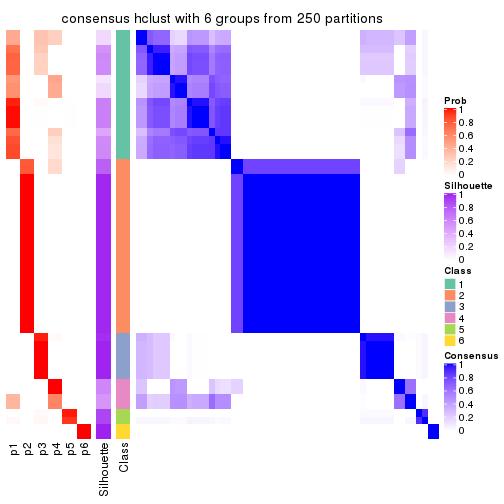 consensus hclust with 6 groups from 250 partitions
Prob
1
0.8
0.6
0.4
0.2
0
Silhouette
1
0.8
0.6
0.4
0.2
0
Class
1
2
3
4
5
6
Consensus
1
0.8
0.6
0.4
0.2
0
p1
p2
p3
p4
p5
p6
Silhouette
Class